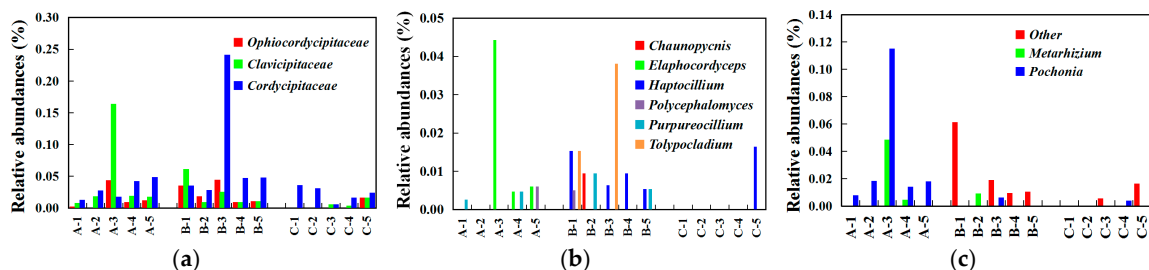 Relative abundances (%)
0.30
0.25
0.20
0.15
0.10
0.05
0.00
Ophiocordycipitaceae
Clavicipitaceae
Cordycipitaceae
A-1 A-2 A-3 A-4 A-5 B-1 B-2 B-3 B-4 B-5 C-1 C-2 C-3 C-4 C-5
(a)
Relative abundances (%)
0.05
0.04
0.03
0.02
0.01
0.00
Chaunopycnis
Elaphocordyceps
Haptocillium
Polycephalomyces
Purpureocillium
Tolypocladium
A-1 A-2 A-3 A-4 A-5 B-1 B-2 B-3 B-4 B-5 C-1 C-2 C-3 C-4 C-5
(b)
Relative abundances (%)
0.14
0.12
0.10
0.08
0.06
0.04
0.02
0.00
Other
Metarhizium
Pochonia
A-1 A-2 A-3 A-4 A-5 B-1 B-2 B-3 B-4 B-5 C-1 C-2 C-3 C-4 C-5
(c)